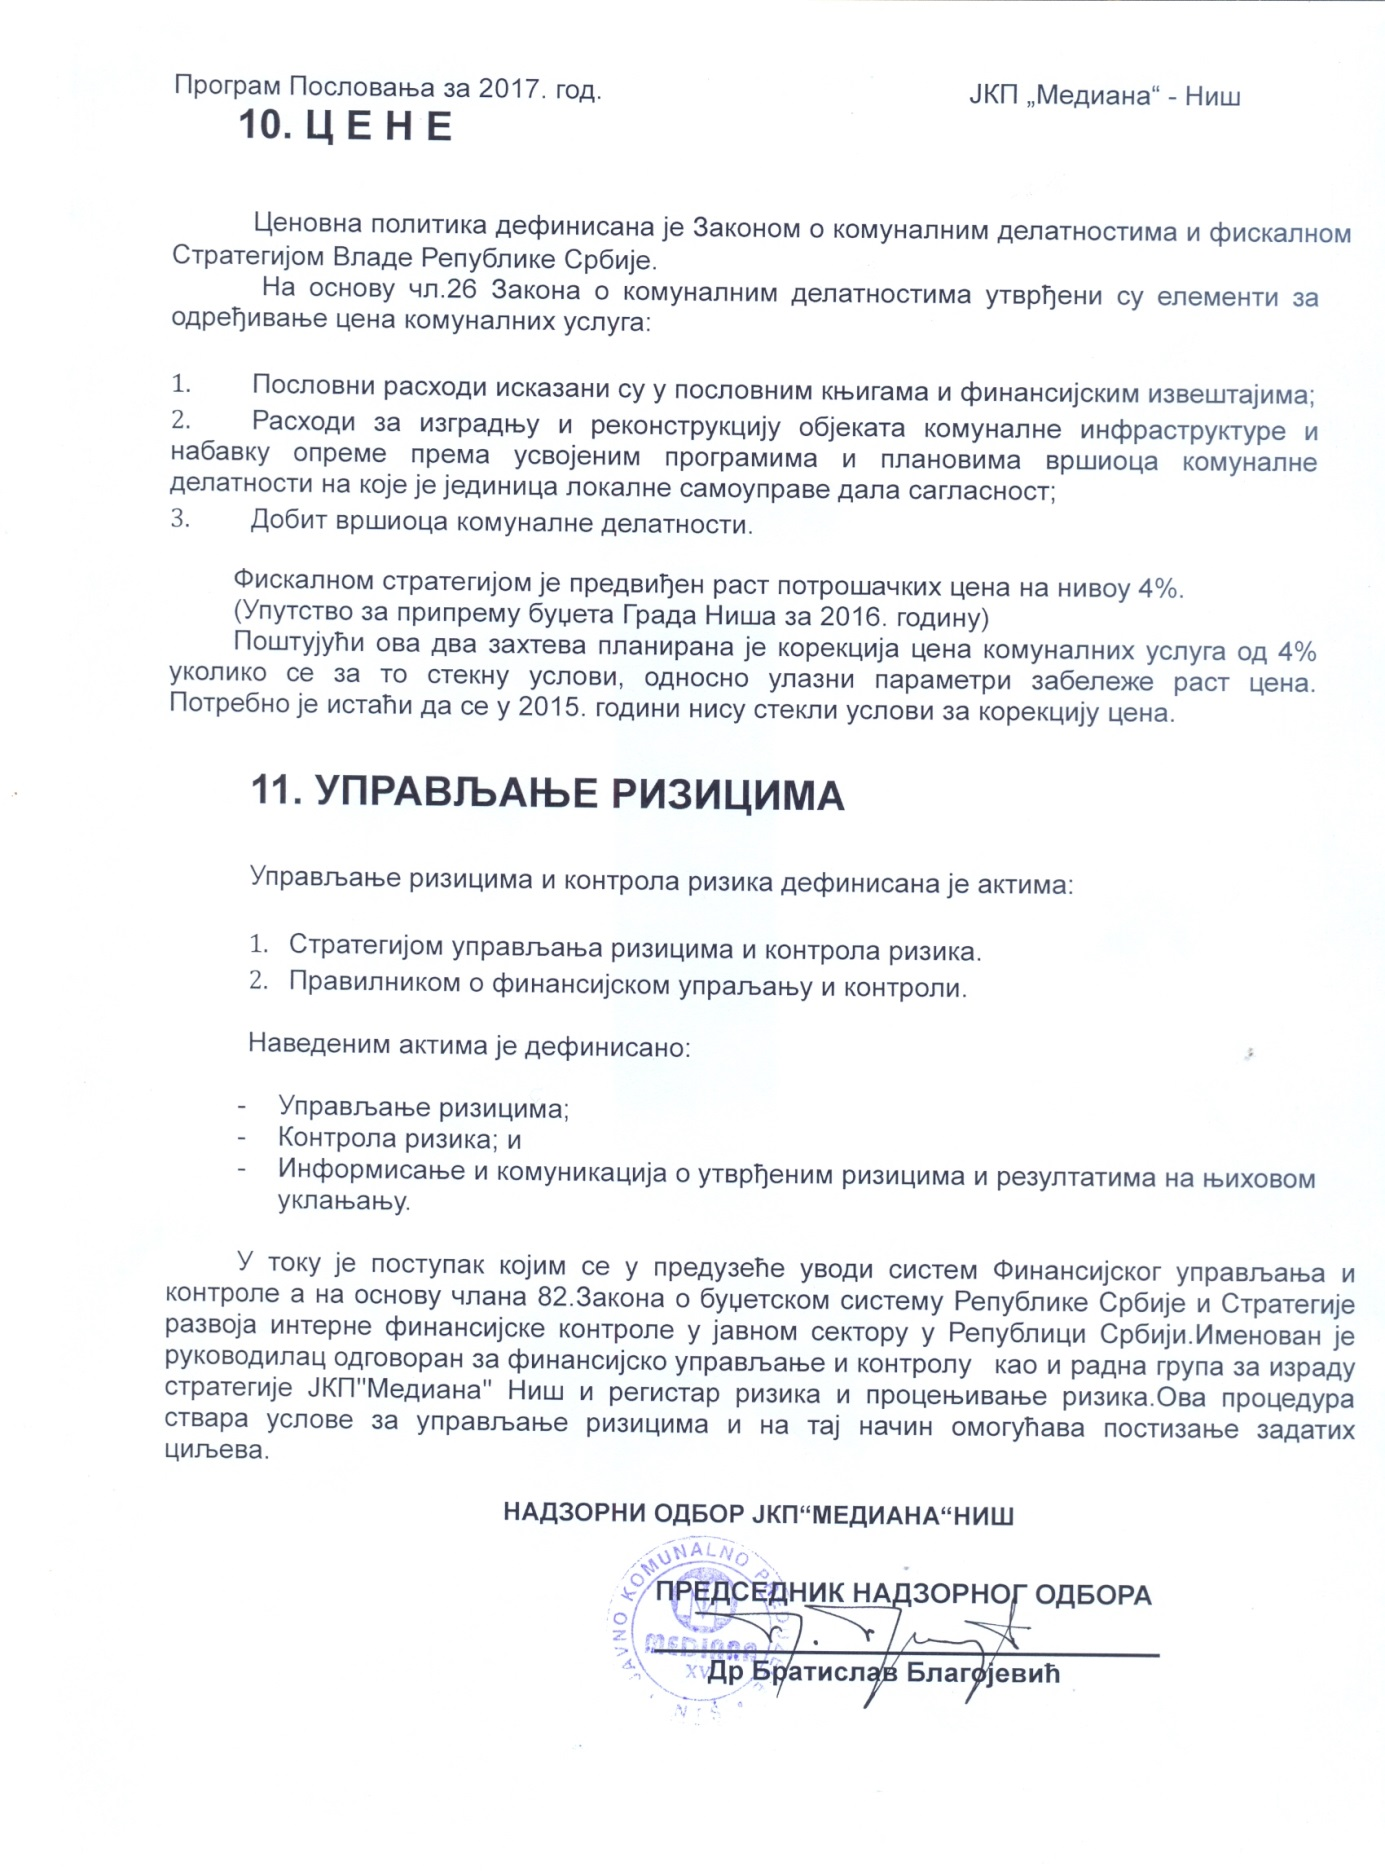 Програм Пословања за 2017. год.
ЈКП „Медиана“ - Ниш
10. Ц Е Н Е
Ценовна политика дефинисана је Законом о комуналним делатностима и фискалном
Стратегијом Владе Републике Србије.
На основу чл.26 Закона о комуналним делатностима утврђени су елементи за
одређивање цена комуналних услуга:
1. Пословни расходи исказани су у пословним књигама и финансијским извештајима;
2. Расходи за изградњу и реконструкцију објеката комуналне инфраструктуре и
набавку опреме према усвојеним програмима и плановима вршиоца комуналне
делатности на које је јединица локалне самоуправе дала сагласност;
3. Добит вршиоца комуналне делатности.
Фискалном стратегијом је предвиђен раст потрошачких цена на нивоу 4%.
(Упутство за припрему буџета Града Ниша за 2016. годину)
Поштујући ова два захтева планирана је корекција цена комуналних услуга од 4%
уколико се за то стекну услови, односно улазни параметри забележе раст цена.
Потребно је истаћи да се у 2015. години нису стекли услови за корекцију цена.
11. УПРАВЉАЊЕ РИЗИЦИМА
Управљање ризицима и контрола ризика дефинисана је актима:
1. Стратегијом управљања ризицима и контрола ризика.
2. Правилником о финансијском упраљању и контроли.
Наведеним актима је дефинисано:
- Управљање ризицима;
- Контрола ризика; и
- Информисање и комуникација о утврђеним ризицима и резултатима на њиховом
уклањању.
У току је поступак којим се у предузеће уводи систем Финансијског управљања и
контроле а на основу члана 82.Закона о буџетском систему Републике Србије и Стратегије
развоја интерне финансијске контроле у јавном сектору у Републици Србији.Именован је
руководилац одговоран за финансијско управљање и контролу као и радна група за израду
стратегије ЈКП"Медиана" Ниш и регистар ризика и процењивање ризика.Ова процедура
ствара услове за управљање ризицима и на тај начин омогућава постизање задатих
циљева.
НАДЗОРНИ ОДБОР ЈКП“МЕДИАНА“НИШ
ПРЕДСЕДНИК НАДЗОРНОГ ОДБОРА
Др Братислав Благојевић
JAVNO KOMUNALNO PREDUZEĆE
MEDIANA
XV
NIŠ